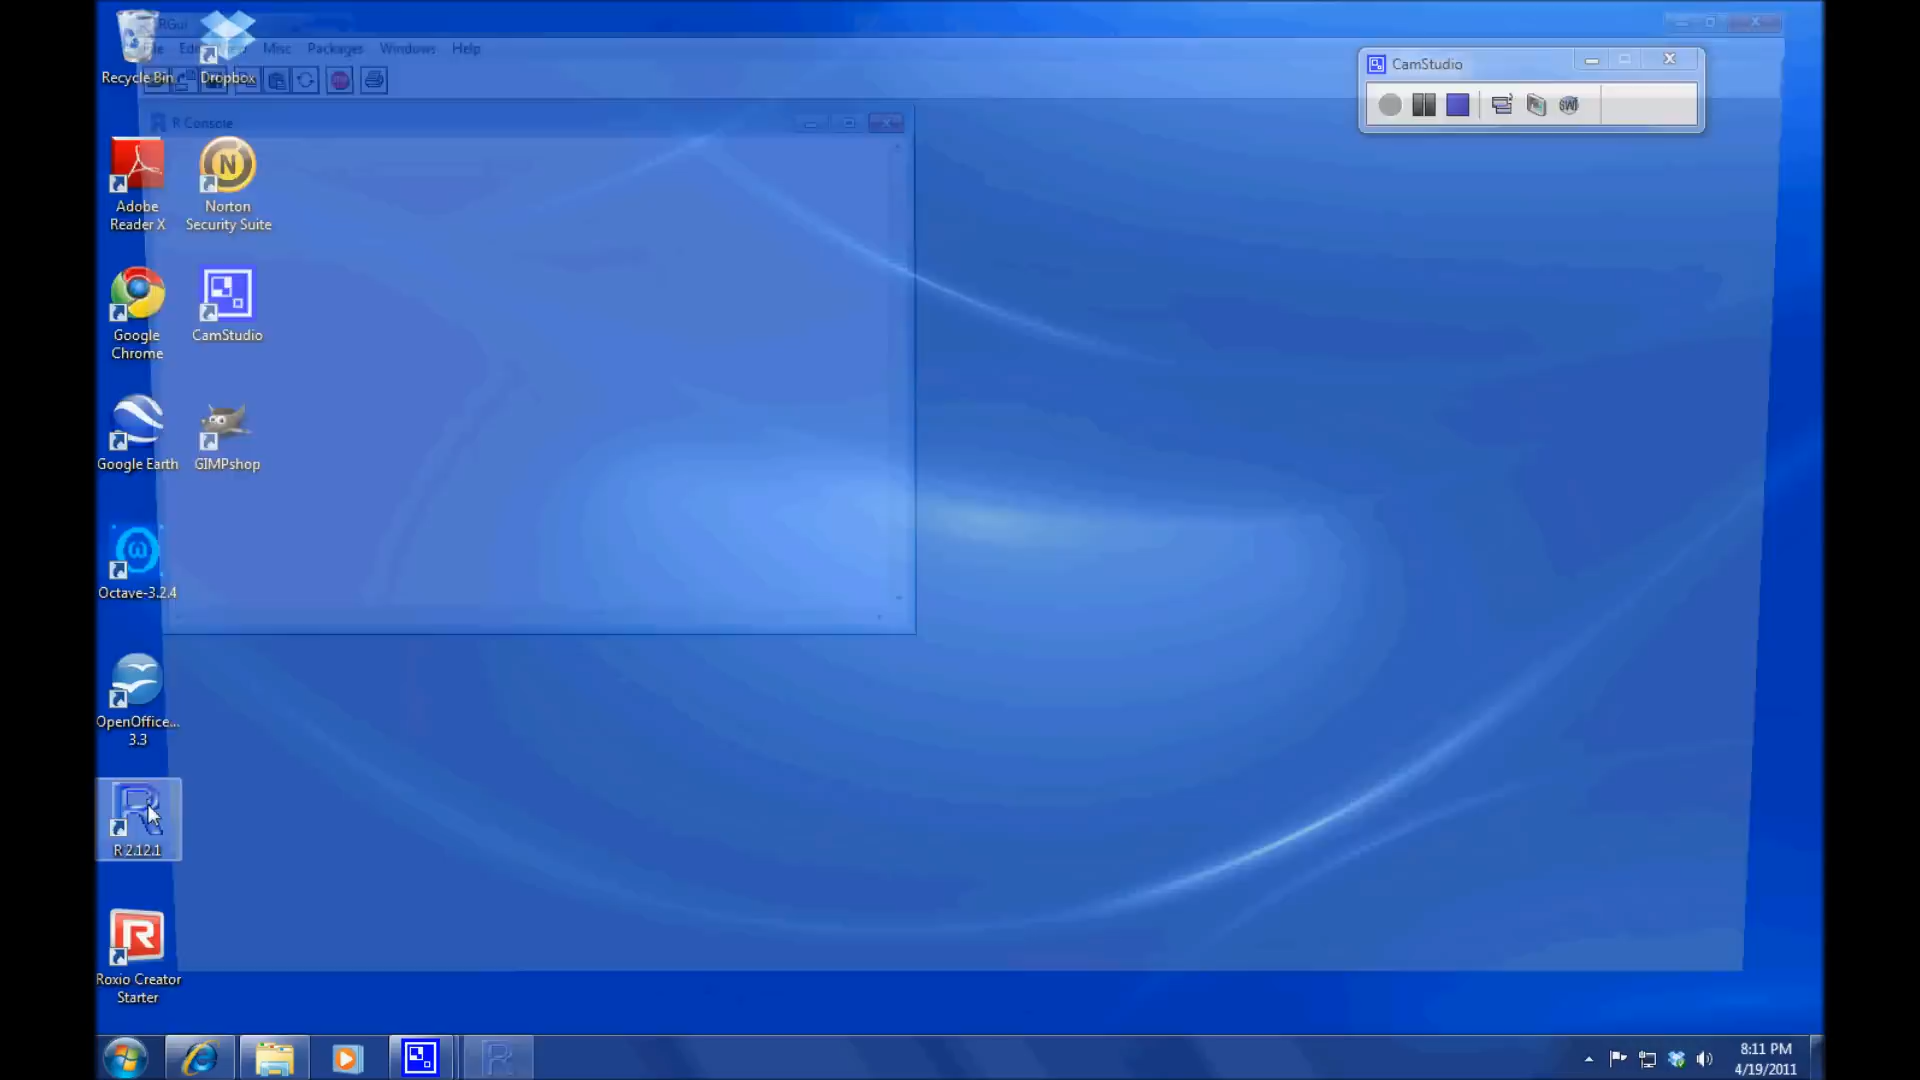 RGui
File Edit View Misc Packages Windows Help
Recycle Bin
Dropbox
CamStudio
R Console
Adobe
Reader X
Norton
Security Suite
Google
Chrome
CamStudio
Google Earth
GIMPshop
Octave-3.2.4
OpenOffice...
3.3
R 2.12.1
Roxio Creator
Starter
8:11 PM
4/19/2011